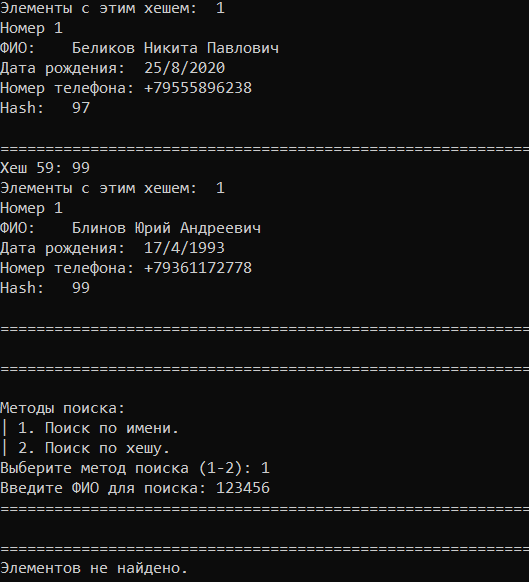 Элементы с этим хешем:  1
Номер 1
ФИО:    Беликов Никита Павлович
Дата рождения:  25/8/2020
Номер телефона: +79555896238
Hash:   97
===========================================================
Хеш 59: 99
Элементы с этим хешем:  1
Номер 1
ФИО:    Блинов Юрий Андреевич
Дата рождения:  17/4/1993
Номер телефона: +79361172778
Hash:   99
===========================================================
===========================================================
Методы поиска:
| 1. Поиск по имени.
| 2. Поиск по хешу.
Выберите метод поиска (1-2): 1
Введите ФИО для поиска: 123456
===========================================================
===========================================================
Элементов не найдено.